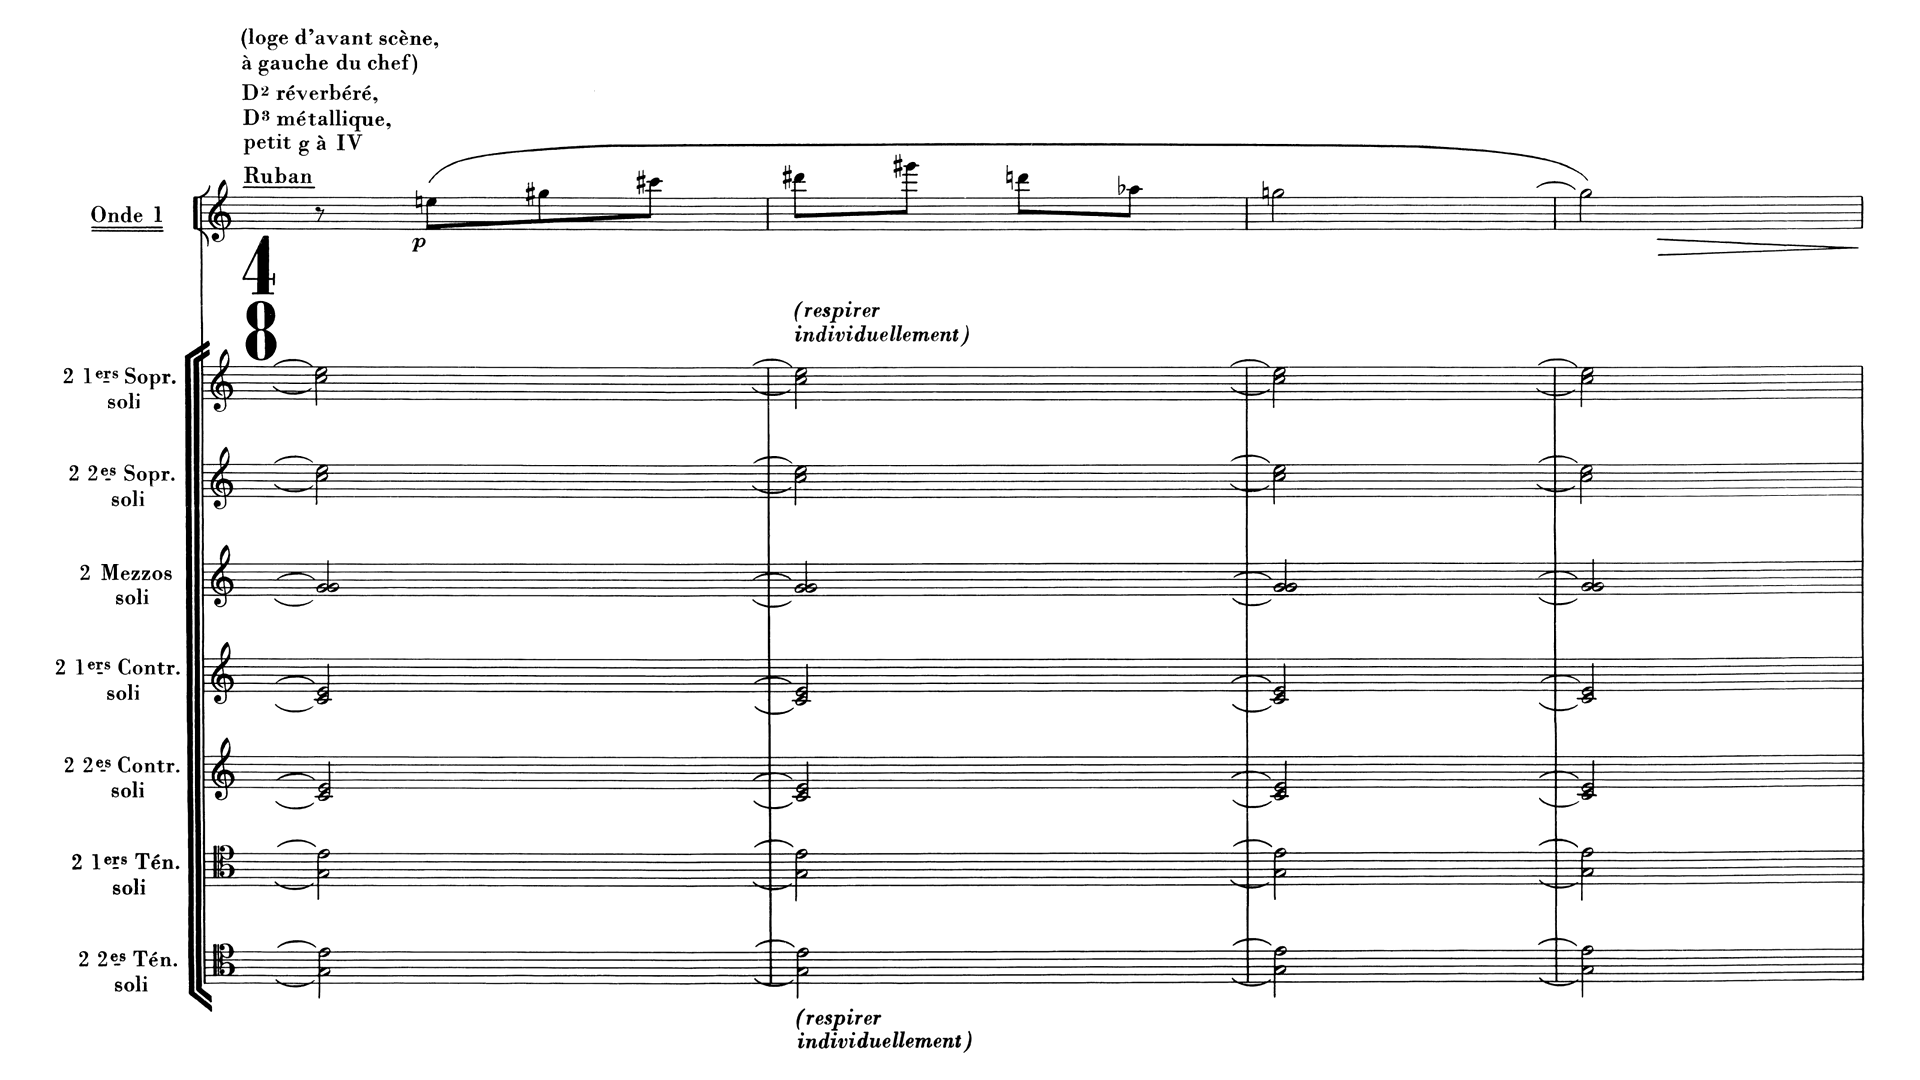 (loge d'avant scène,
à gauche du chef)
D² réverbéré,
D³ métallique,
petit g à IV
Ruban
Onde 1
p
4
8
(respirer
individuellement)
2 1ers Sopr.
soli
2 2es Sopr.
soli
2 Mezzos
soli
2 1ers Contr.
soli
2 2es Contr.
soli
2 1ers Tén.
soli
2 2es Tén.
soli
(respirer
individuellement)